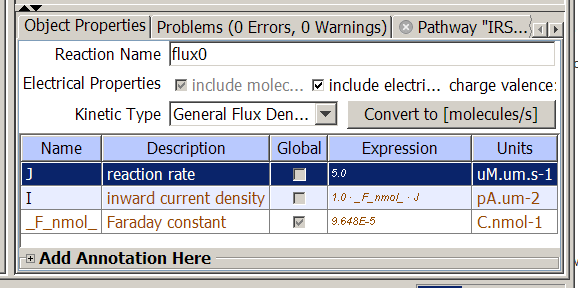 Object Properties Problems (0 Errors, 0 Warnings) Pathway "IRS...
Reaction Name flux0
Electrical Properties include molec... include electri... charge valence:
Kinetic Type General Flux Den... Convert to [molecules/s]
Name Description Global Expression Units
J reaction rate 5.0 uM.um.s-1
I inward current density 1.0 · _F_nmol_ · J pA.um-2
_F_nmol_ Faraday constant 9.648E-5 C.nmol-1
Add Annotation Here